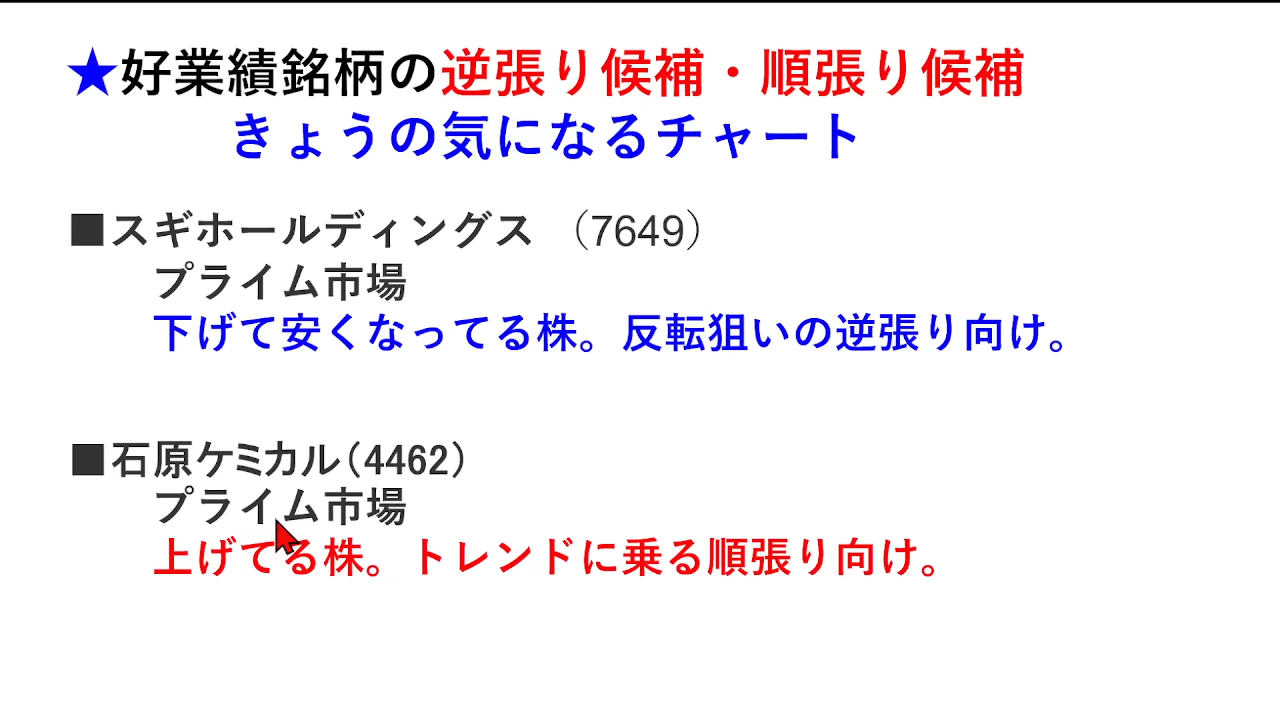 ★好業績銘柄の逆張り候補・順張り候補
きょうの気になるチャート
■スギホールディングス （7649）
プライム市場
下げて安くなってる株。反転狙いの逆張り向け。
■石原ケミカル（4462）
プライム市場
上げてる株。トレンドに乗る順張り向け。